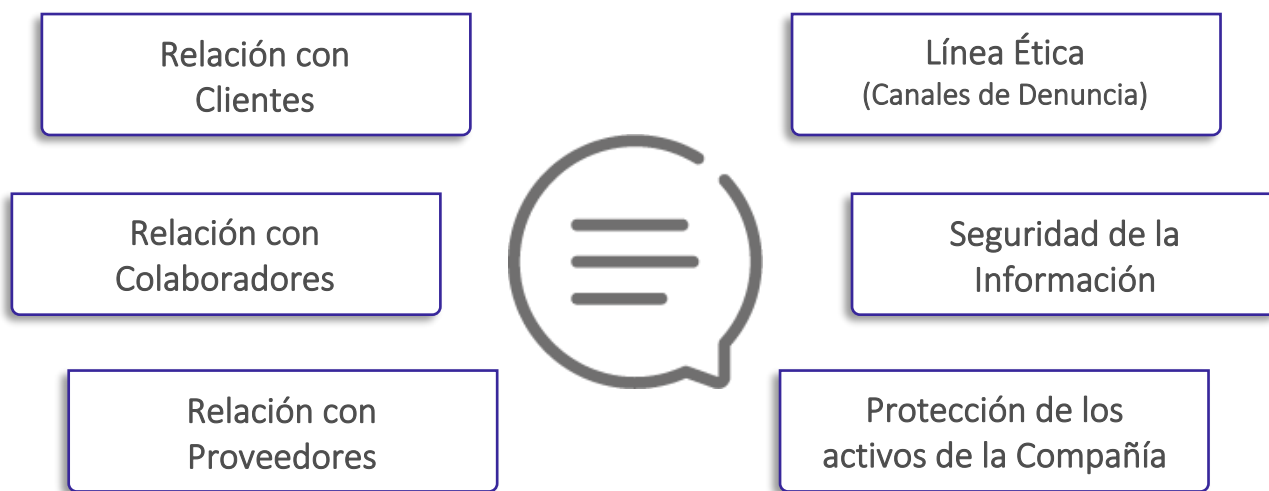 Relación con
Clientes
Línea Ética
(Canales de Denuncia)
Relación con
Colaboradores
Seguridad de la
Información
Relación con
Proveedores
Protección de los
activos de la Compañía